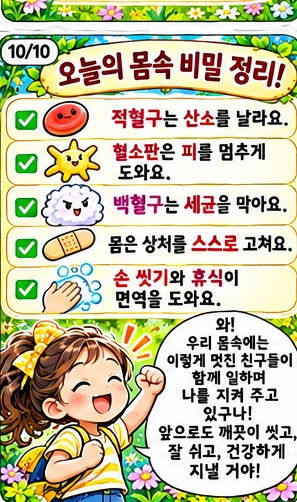 10/10
오늘의 몸속 비밀 정리!
적혈구는 산소를 날라요.
혈소판은 피를 멈추게
도와요.
백혈구는 세균을 막아요.
몸은 상처를 스스로 고쳐요.
손 씻기와 휴식이
면역을 도와요.
와!
우리 몸속에는
이렇게 멋진 친구들이
함께 일하며
나를 지켜 주고
있구나!
앞으로도 깨끗이 씻고,
잘 쉬고, 건강하게
지낼 거야!